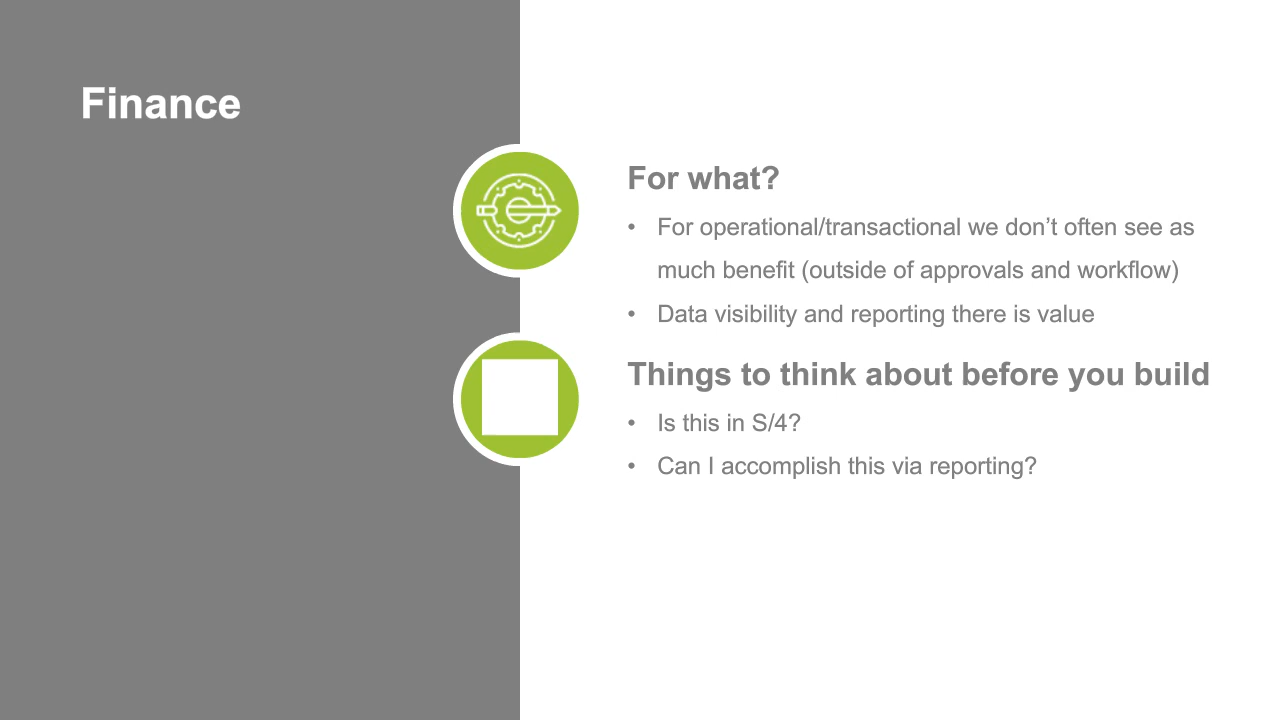 Finance
For what?
• For operational/transactional we don’t often see as
much benefit (outside of approvals and workflow)
• Data visibility and reporting there is value
Things to think about before you build
• Is this in S/4?
• Can I accomplish this via reporting?